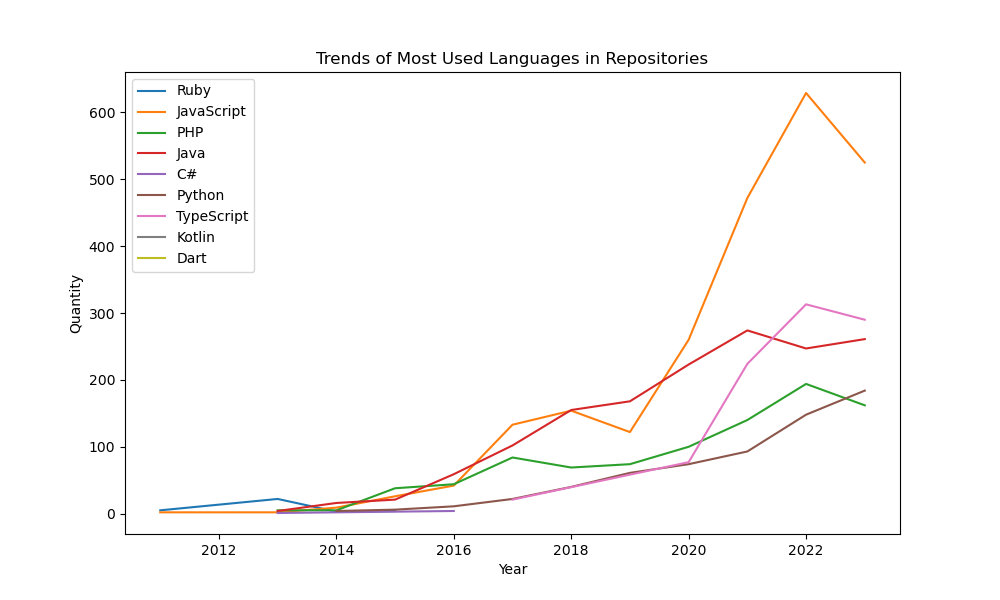 Trends of Most Used Languages in Repositories
Ruby
JavaScript
PHP
Java
C#
Python
TypeScript
Kotlin
Dart
600
500
400
300
200
100
0
Quantity
2012 2014 2016 2018 2020 2022
Year